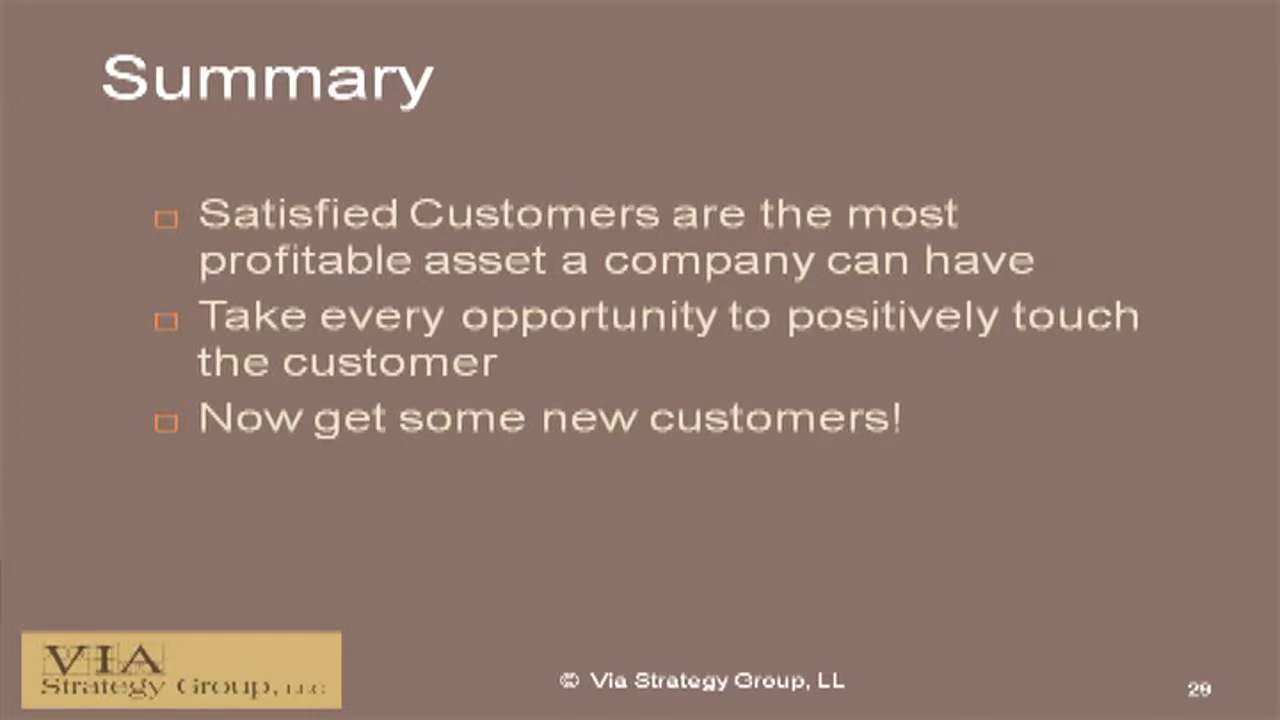 Summary
Satisfied Customers are the most
profitable asset a company can have
Take every opportunity to positively touch
the customer
Now get some new customers!
VIA
Strategy Group, LLC
© Via Strategy Group, LL
29